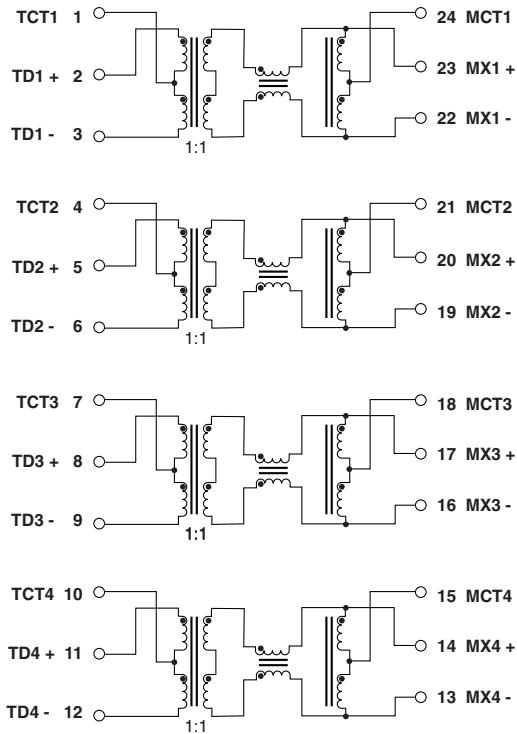 TCT1 1
24 MCT1
TD1 + 2
23 MX1 +
TD1 - 3
22 MX1 -
1:1
TCT2 4
21 MCT2
TD2 + 5
20 MX2 +
TD2 - 6
19 MX2 -
1:1
TCT3 7
18 MCT3
TD3 + 8
17 MX3 +
TD3 - 9
16 MX3 -
1:1
TCT4 10
15 MCT4
TD4 + 11
14 MX4 +
TD4 - 12
13 MX4 -
1:1